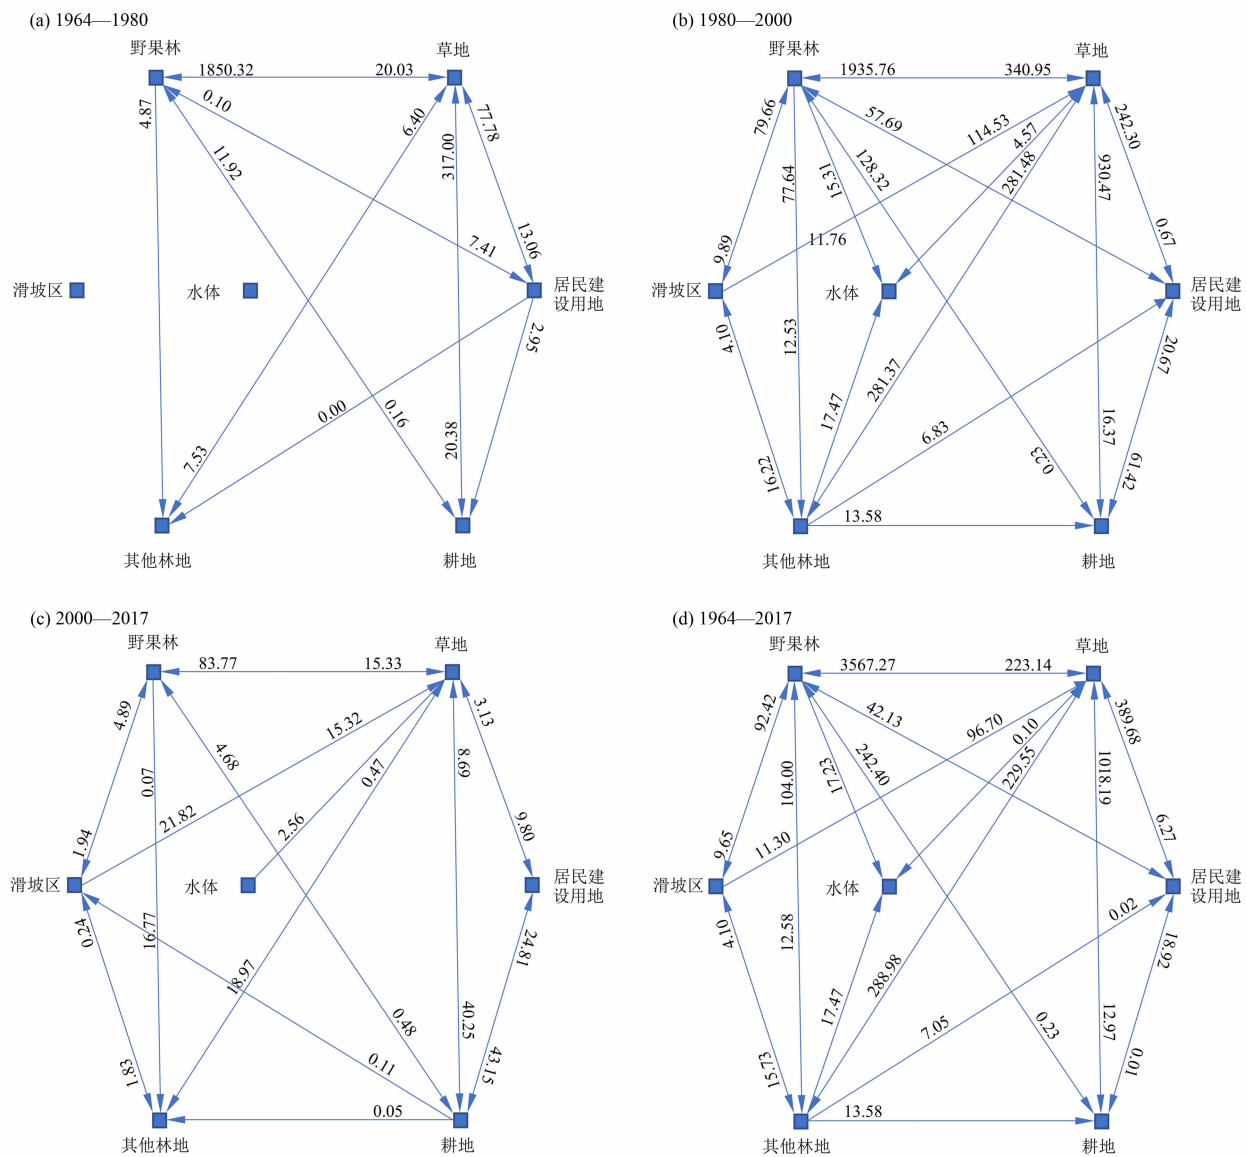 (a) 1964—1980
野果林
草地
1850.32
20.03
4.87
0.10
6.40
77.78
317.00
11.92
7.41
13.06
滑坡区
水体
居民建
设用地
2.95
0.00
0.16
20.38
7.53
其他林地
耕地
(b) 1980—2000
野果林
草地
1935.76
340.95
79.66
57.69
114.53
4.57
242.30
77.64
15.31
128.32
281.48
930.47
9.89
11.76
0.67
滑坡区
水体
居民建
设用地
4.10
12.53
20.67
281.37
17.47
6.83
16.37
16.22
0.23
61.42
13.58
其他林地
耕地
(c) 2000—2017
野果林
草地
83.77
15.33
4.89
3.13
15.32
4.68
0.47
8.69
0.07
1.94
21.82
2.56
9.80
滑坡区
水体
居民建
设用地
0.24
16.77
18.97
24.81
0.48
40.25
1.83
0.11
43.15
0.05
其他林地
耕地
(d) 1964—2017
野果林
草地
3567.27
223.14
92.42
42.13
96.70
0.10
389.68
104.00
17.23
242.40
229.55
1018.19
9.65
11.30
6.27
滑坡区
水体
居民建
设用地
4.10
12.58
0.02
18.92
288.98
17.47
7.05
0.23
12.97
15.73
0.01
13.58
其他林地
耕地